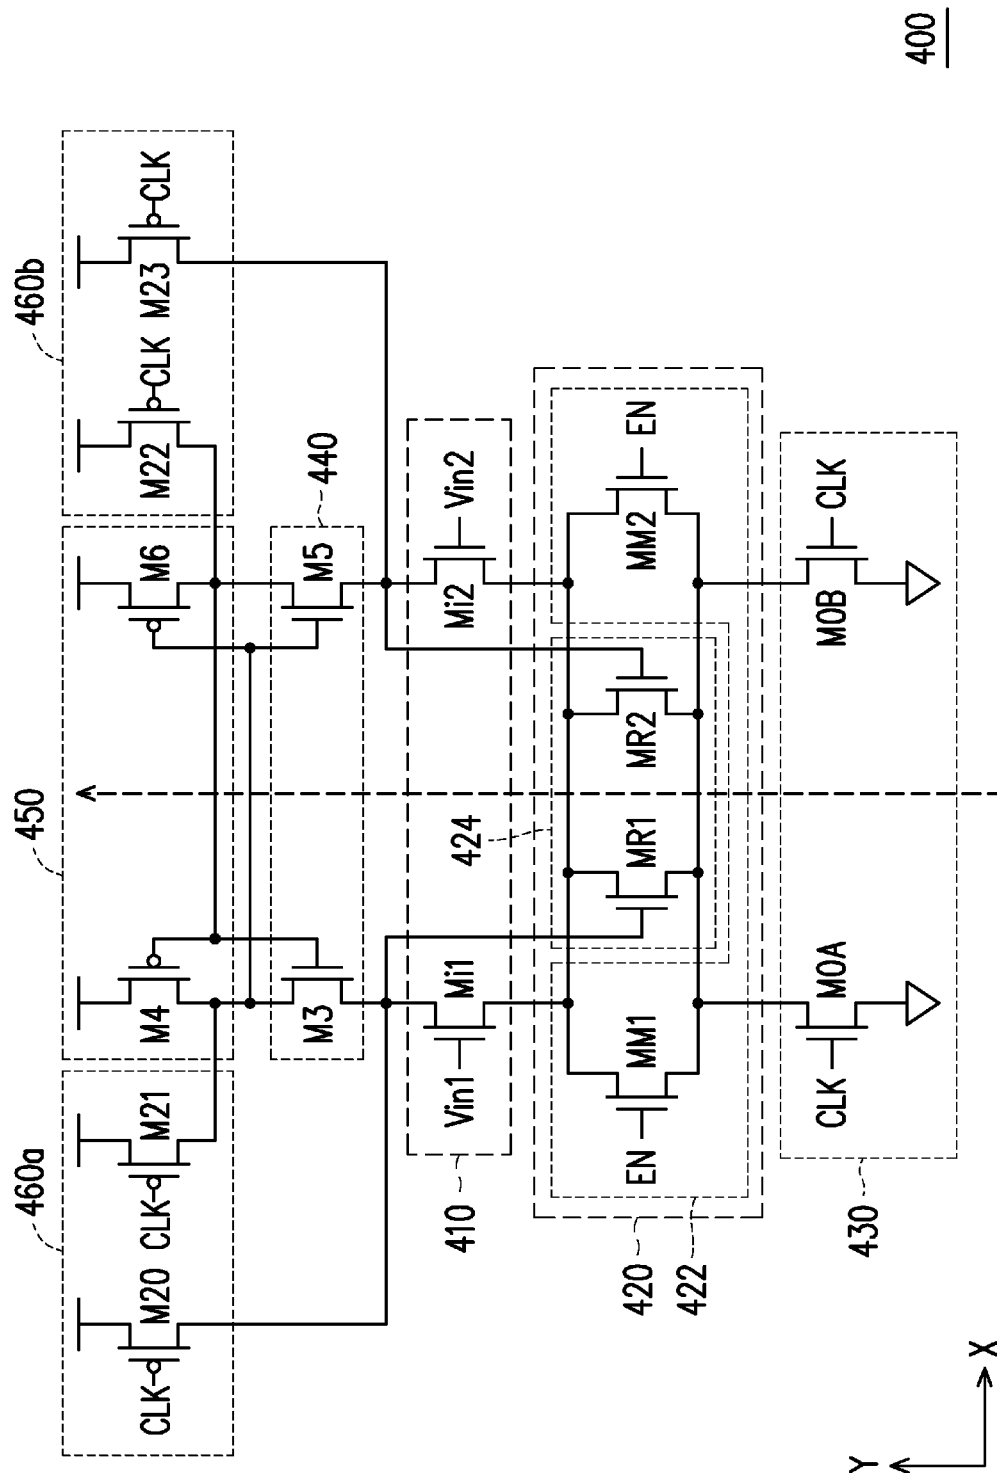 400
460a
450
460b
CLK
M20
CLK
M21
M4
M6
M22
CLK
M23
CLK
M3
M5
440
Vin1
Mi1
Mi2
Vin2
410
424
EN
MM1
MR1
MR2
MM2
EN
420
422
CLK
M0A
M0B
CLK
430
Y
X